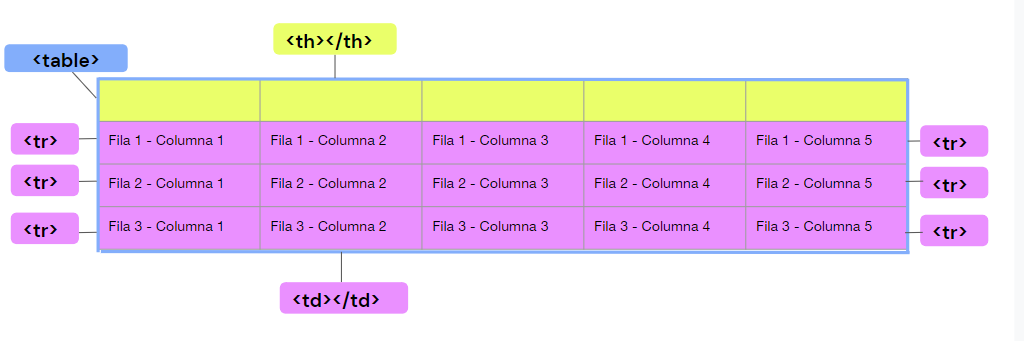 <th></th>
<table>
<tr> Fila 1 - Columna 1 Fila 1 - Columna 2 Fila 1 - Columna 3 Fila 1 - Columna 4 Fila 1 - Columna 5 <tr>
<tr> Fila 2 - Columna 1 Fila 2 - Columna 2 Fila 2 - Columna 3 Fila 2 - Columna 4 Fila 2 - Columna 5 <tr>
<tr> Fila 3 - Columna 1 Fila 3 - Columna 2 Fila 3 - Columna 3 Fila 3 - Columna 4 Fila 3 - Columna 5 <tr>
<td></td>